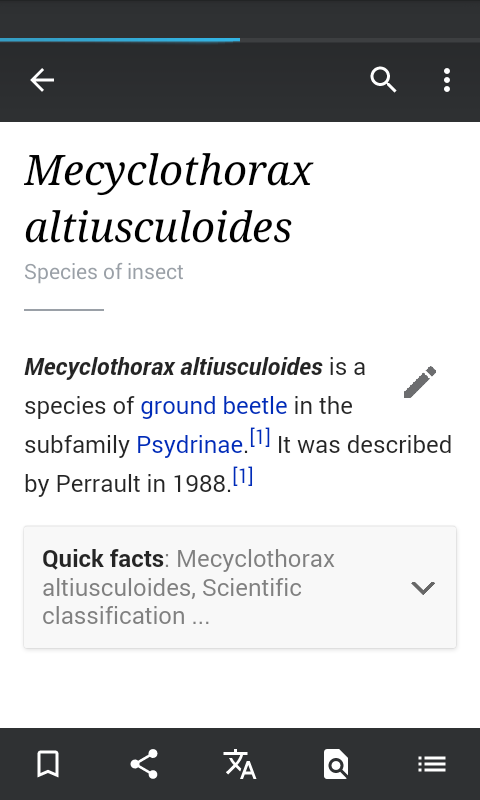 Mecyclothorax
altiusculoides
Species of insect
Mecyclothorax altiusculoides is a
species of ground beetle in the
subfamily Psydrinae.[1] It was described
by Perrault in 1988.[1]
Quick facts: Mecyclothorax
altiusculoides, Scientific
classification ...